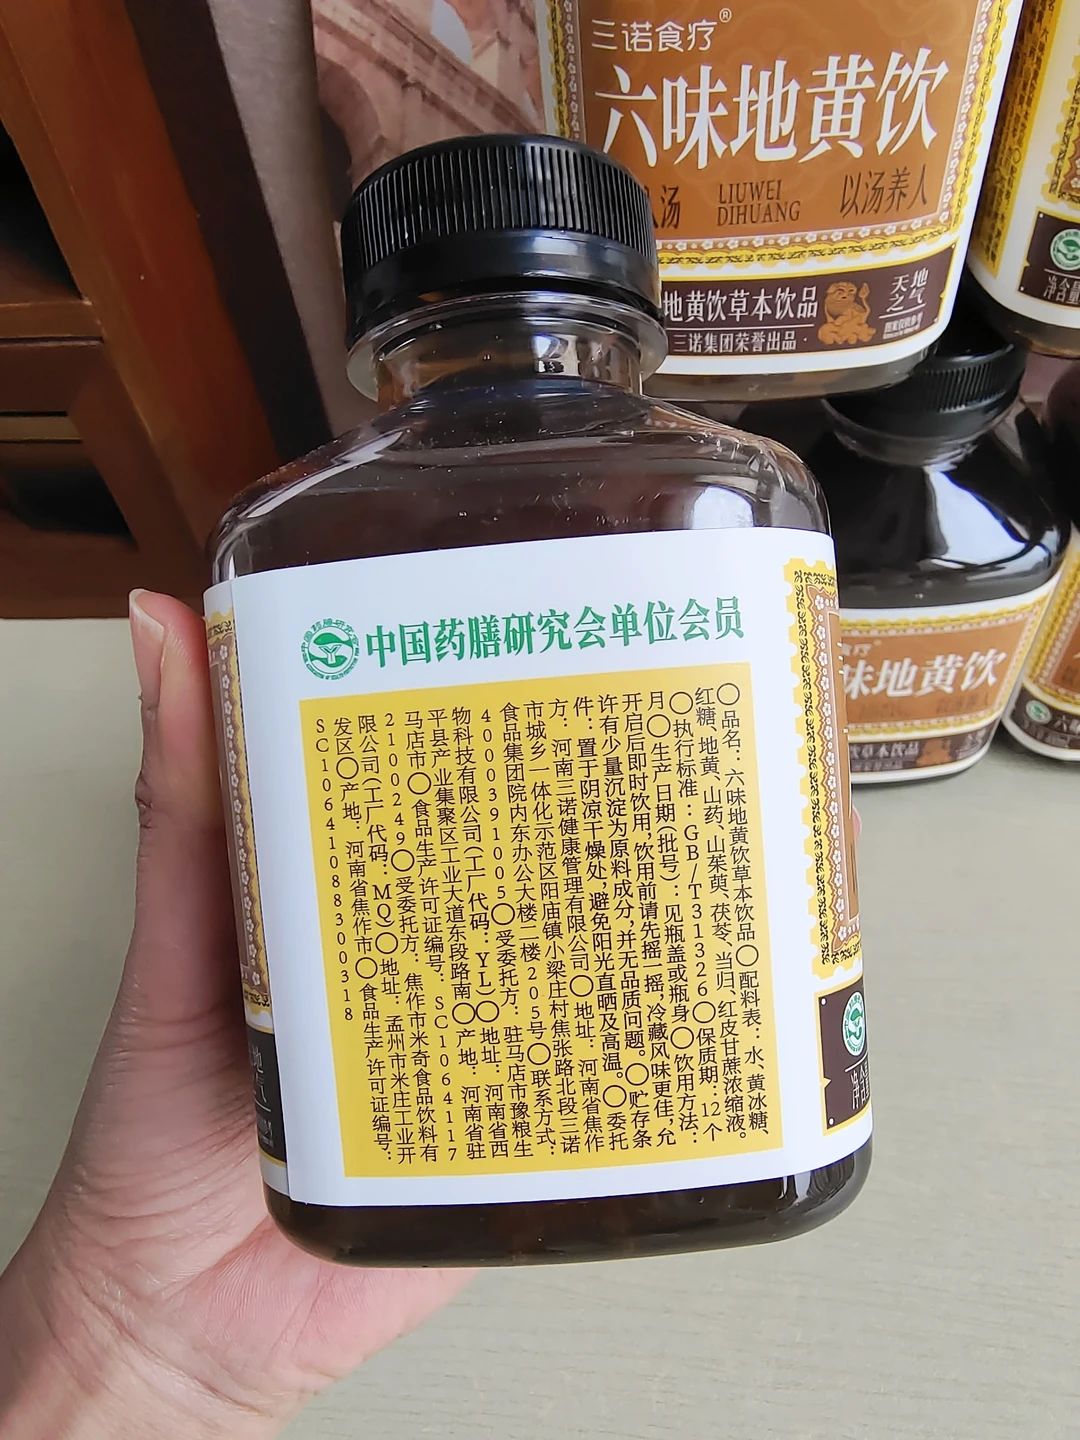 三诺食疗®
六味地黄饮
汤
LIUWEI
DIHUANG
以汤养人
地黄饮草本饮品
三诺集团荣誉出品
天地
之气
中国药膳研究会单位会员
〇品名：六味地黄饮草本饮品〇配料表：水、黄冰糖、
红糖、地黄、山药、山茱萸、茯苓、当归、红皮甘蔗浓缩液。
〇执行标准：GB/T31326〇保质期：12个
月〇生产日期(批号)：见瓶盖或瓶身〇饮用方法：
开启后即时饮用,饮用前请先摇一摇,冷藏风味更佳,允
许有少量沉淀为原料成分,并无品质问题。〇贮存条
件：置于阴凉干燥处,避免阳光直晒及高温。〇委托
方：河南三诺健康管理有限公司〇地址：河南省焦作
市城乡一体化示范区阳庙镇小梁庄村焦张路北段三诺
食品集团院内东办公大楼二楼205号〇联系方式：
4000391005〇受委托方：驻马店市豫粮生
物科技有限公司(工厂代码：YL)〇地址：河南省西
平县产业集聚区工业大道东段路南〇产地：河南省驻
马店市〇食品生产许可证编号：SC1064117
2100249〇受委托方：焦作市米奇食品饮料有
限公司(工厂代码：MQ)〇地址：孟州市米庄工业开
发区〇产地：河南省焦作市〇食品生产许可证编号：
SC10641088300318
味地黄饮
饮草本饮品
净含量
地
气
净含